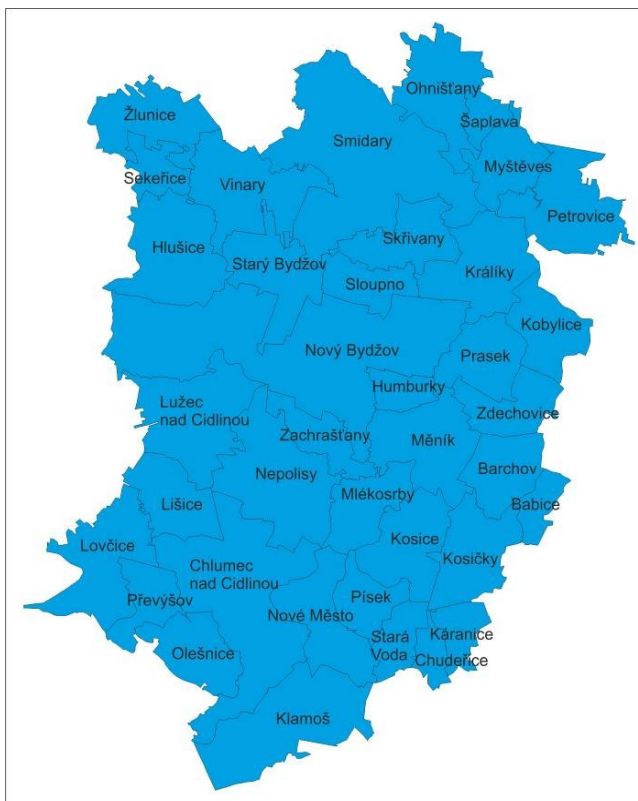 Ohnišťany
Žlunice
Šaplava
Smidary
Myštěves
Sekeřice
Vinary
Petrovice
Skřivany
Hlušice
Starý Bydžov
Králíky
Sloupno
Kobylice
Nový Bydžov
Prasek
Humburky
Lužec
nad Cidlinou
Zdechovice
Zachrašťany
Měník
Nepolisy
Barchov
Mlékosrby
Lišice
Babice
Kosice
Lovčice
Kosičky
Chlumec
nad Cidlinou
Převýšov
Písek
Nové Město
Stará
Voda
Káranice
Olešnice
Chudeřice
Klamoš